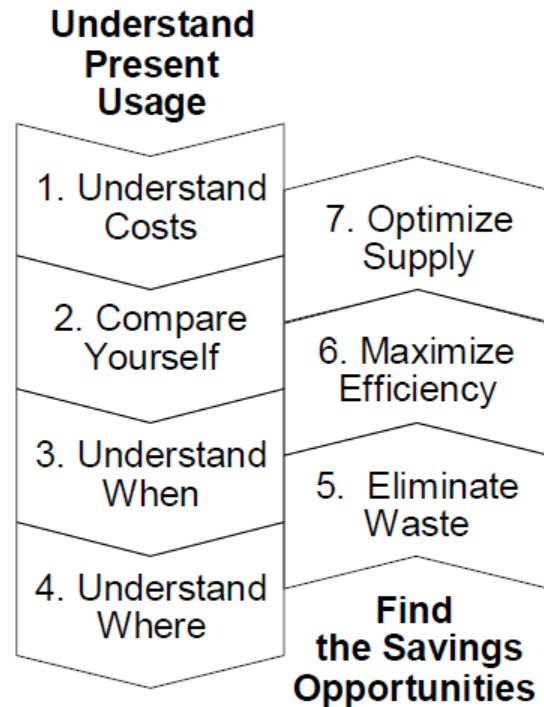 Understand
Present
Usage
1. Understand
Costs
2. Compare
Yourself
3. Understand
When
4. Understand
Where
7. Optimize
Supply
6. Maximize
Efficiency
5. Eliminate
Waste
Find
the Savings
Opportunities